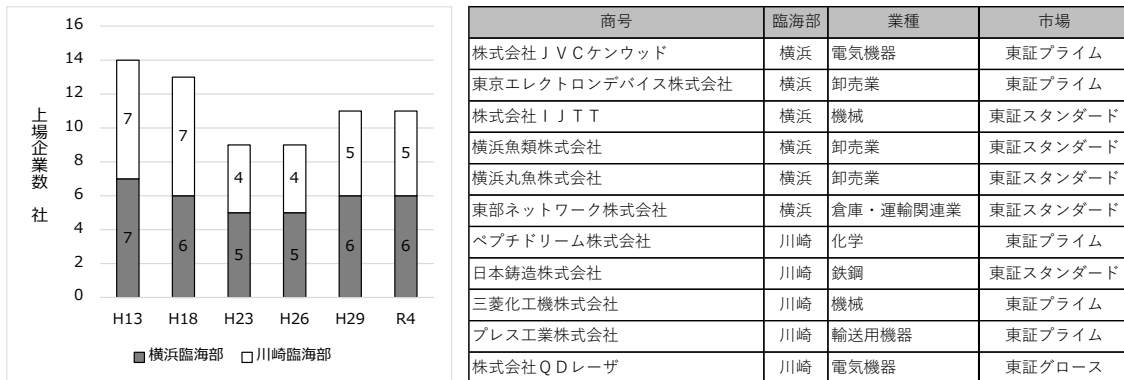 16
14
12
10
8
6
4
2
0
上場企業数　社
7
7
4
4
5
5
7
6
5
5
6
6
H13 H18 H23 H26 H29 R4
横浜臨海部 川崎臨海部
商号 臨海部 業種 市場
株式会社ＪＶＣケンウッド 横浜 電気機器 東証プライム
東京エレクトロンデバイス株式会社 横浜 卸売業 東証プライム
株式会社ＩＪＴＴ 横浜 機械 東証スタンダード
横浜魚類株式会社 横浜 卸売業 東証スタンダード
横浜丸魚株式会社 横浜 卸売業 東証スタンダード
東部ネットワーク株式会社 横浜 倉庫・運輸関連業 東証スタンダード
ペプチドリーム株式会社 川崎 化学 東証プライム
日本鋳造株式会社 川崎 鉄鋼 東証スタンダード
三菱化工機株式会社 川崎 機械 東証プライム
プレス工業株式会社 川崎 輸送用機器 東証プライム
株式会社ＱＤレーザ 川崎 電気機器 東証グロース